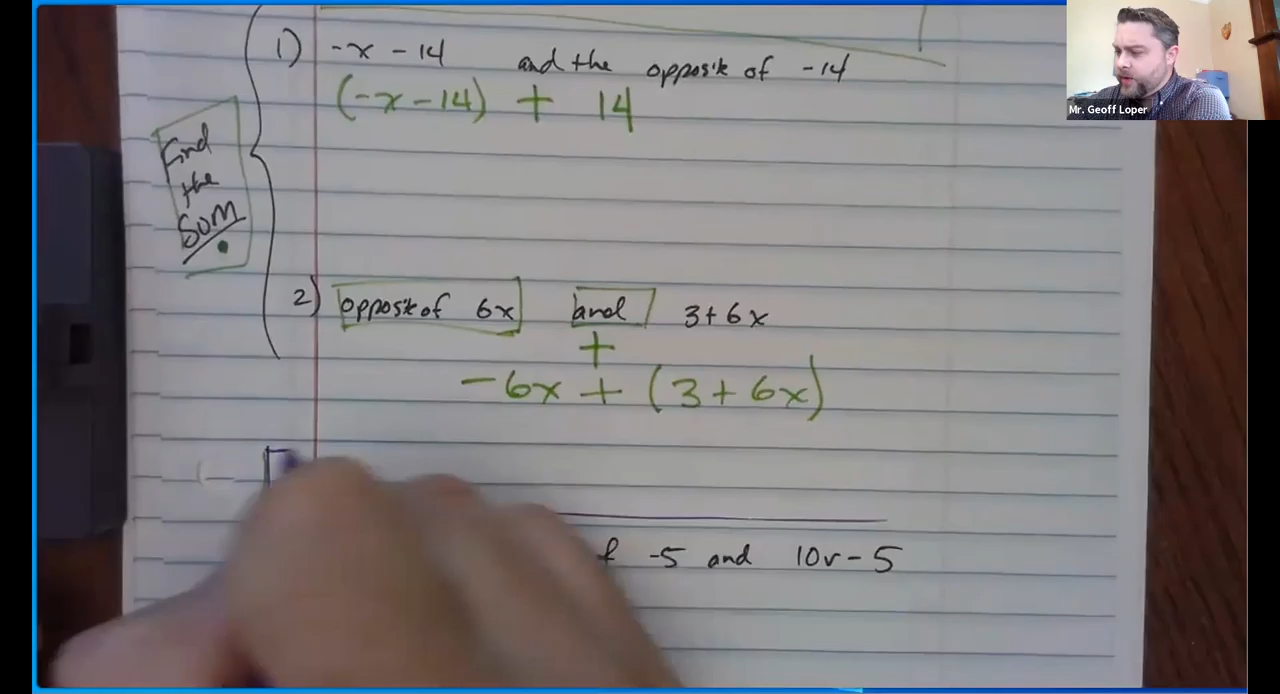 1) -x - 14 and the opposite of -14
(-x - 14) + 14
Find
the
SUM
2) opposite of 6x and 3 + 6x
+
-6x + (3 + 6x)
-5 and 10v - 5
Mr. Geoff Loper